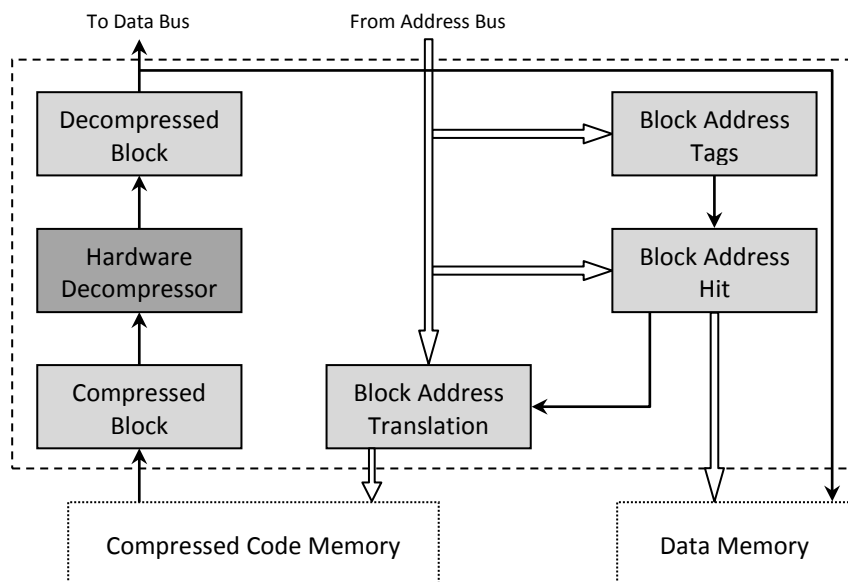 To Data Bus
From Address Bus
Decompressed
Block
Block Address
Tags
Hardware
Decompressor
Block Address
Hit
Compressed
Block
Block Address
Translation
Compressed Code Memory
Data Memory